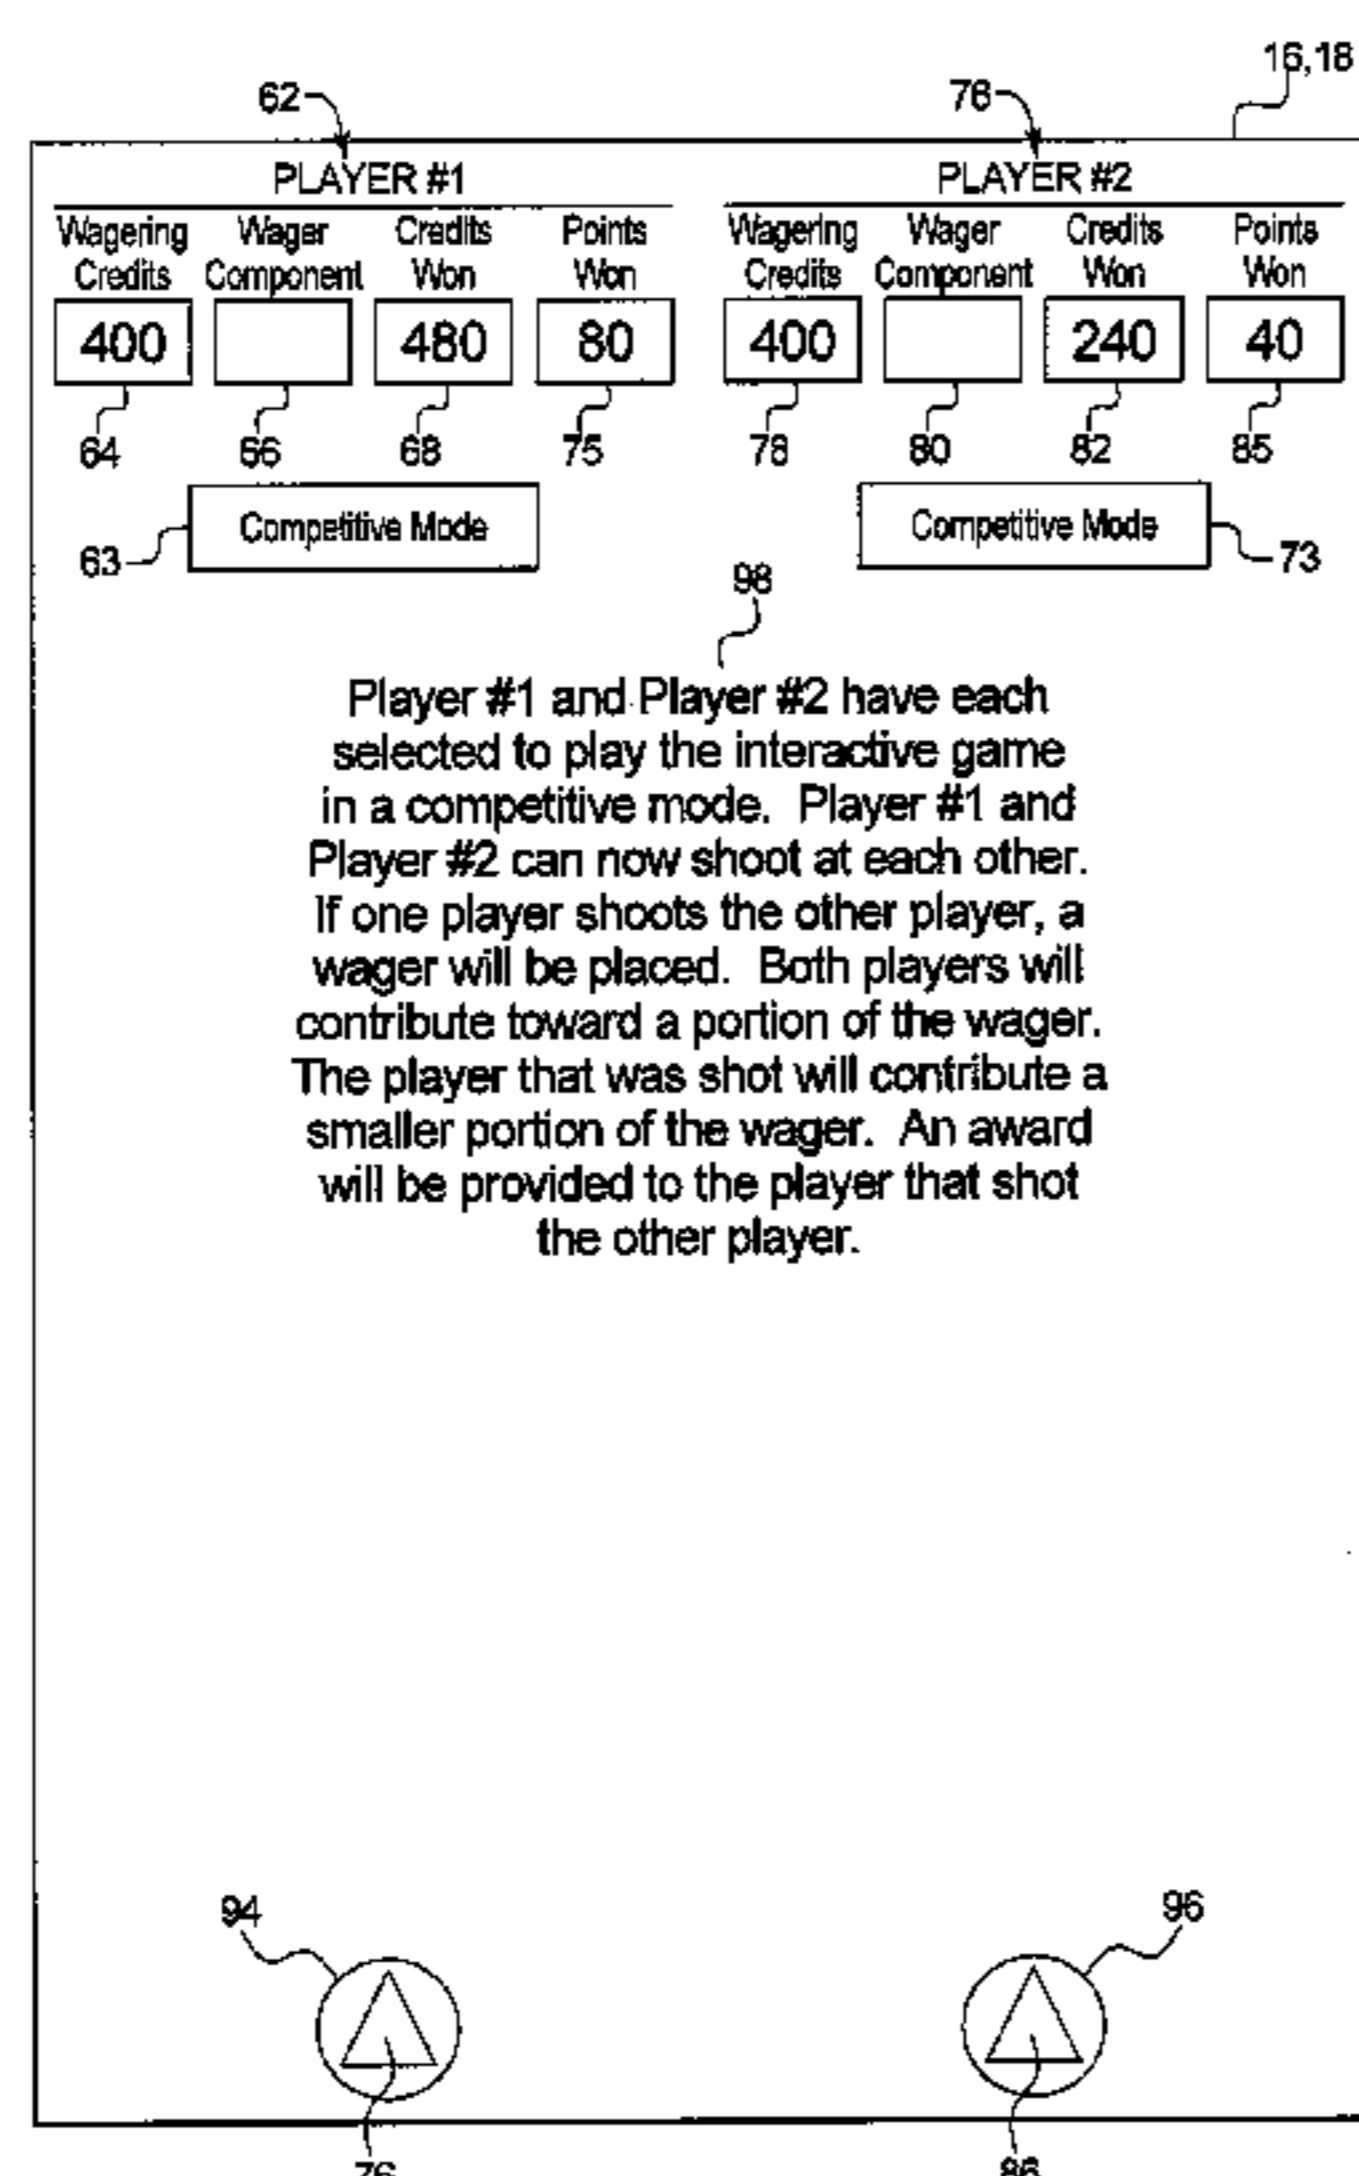 16,18
62 76
PLAYER #1 PLAYER #2
Wagering Wager Credits Points Wagering Wager Credits Points
Credits Component Won Won Credits Component Won Won
400 480 80 400 240 40
64 66 68 75 78 80 82 85
Competitive Mode Competitive Mode
63 73
98
Player #1 and Player #2 have each
selected to play the interactive game
in a competitive mode. Player #1 and
Player #2 can now shoot at each other.
If one player shoots the other player, a
wager will be placed. Both players will
contribute toward a portion of the wager.
The player that was shot will contribute a
smaller portion of the wager. An award
will be provided to the player that shot
the other player.
94 96
76 86